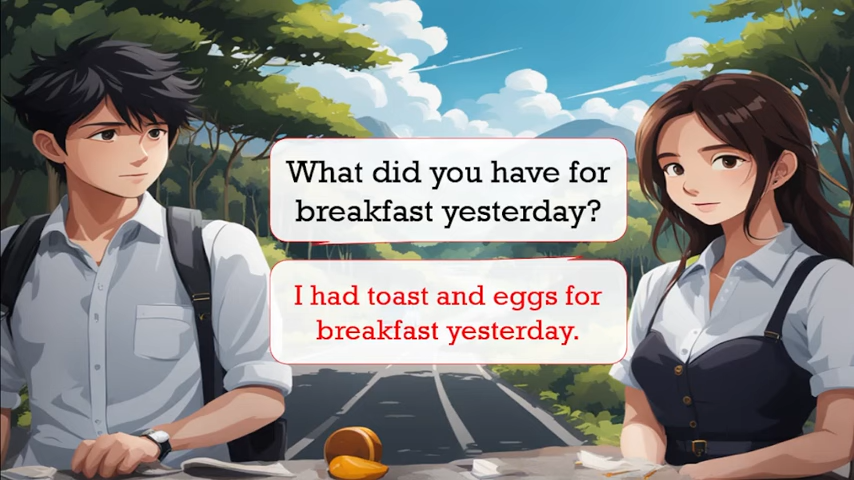 What did you have for
breakfast yesterday?
I had toast and eggs for
breakfast yesterday.